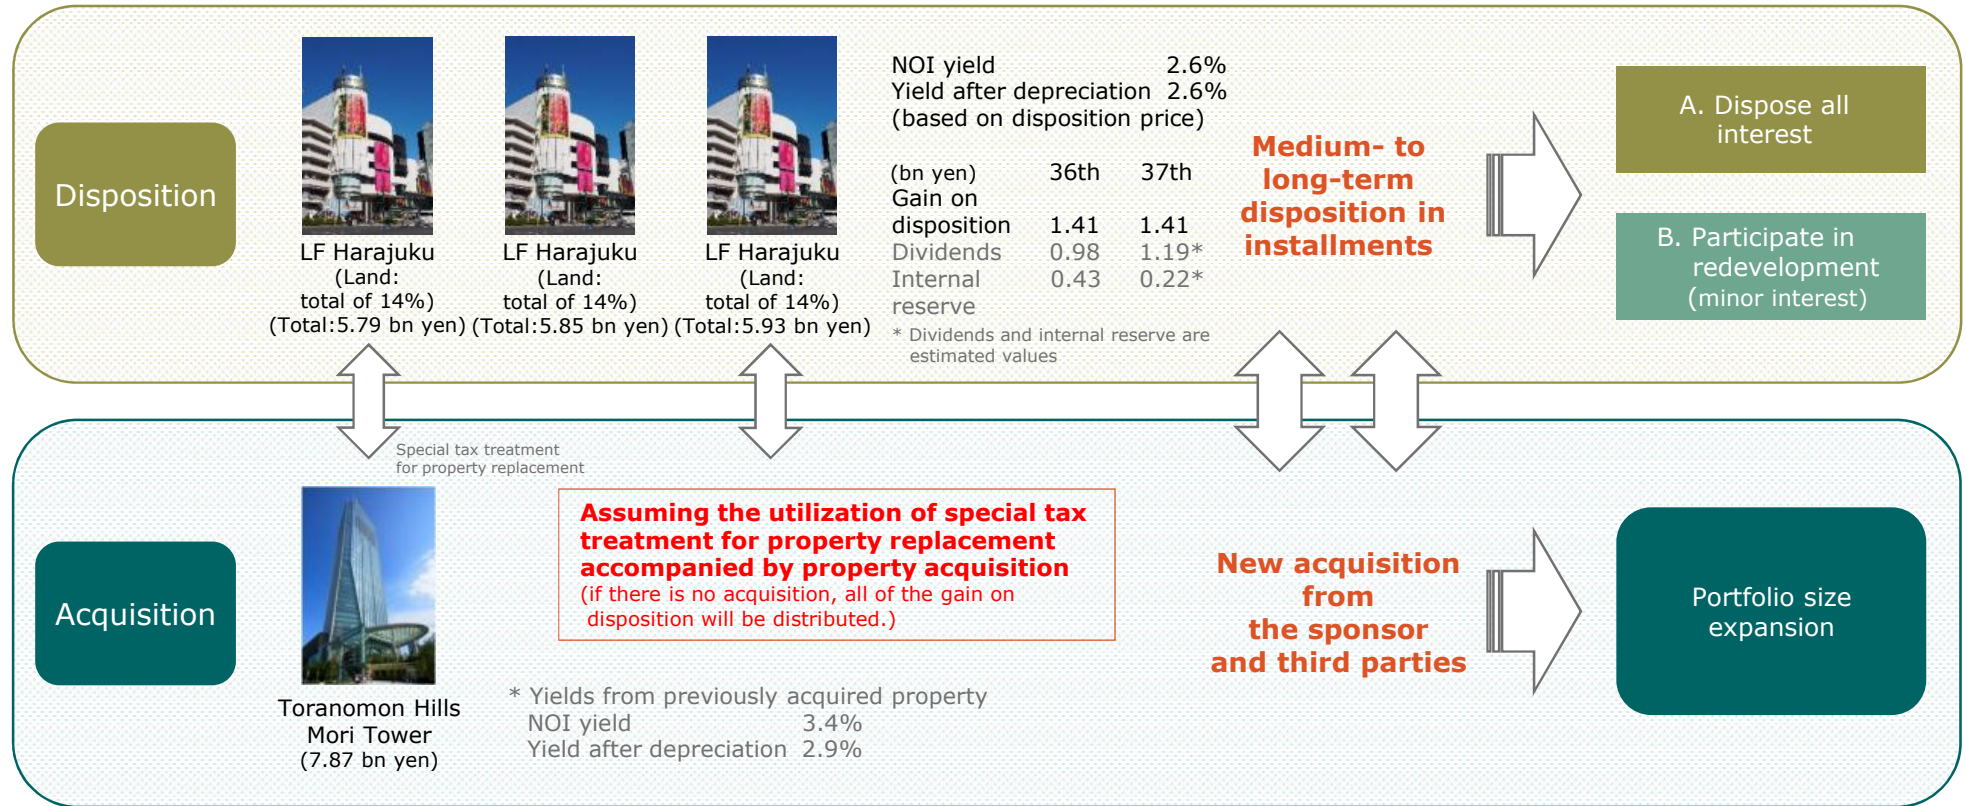 Disposition
LF Harajuku
(Land:
total of 14%)
(Total:5.79 bn yen)
LF Harajuku
(Land:
total of 14%)
(Total:5.85 bn yen)
LF Harajuku
(Land:
total of 14%)
(Total:5.93 bn yen)
NOI yield 2.6%
Yield after depreciation 2.6%
(based on disposition price)
(bn yen) 36th 37th
Gain on
disposition 1.41 1.41
Dividends 0.98 1.19*
Internal 0.43 0.22*
reserve
* Dividends and internal reserve are
estimated values
Medium- to
long-term
disposition in
installments
A. Dispose all
interest
B. Participate in
redevelopment
(minor interest)
Special tax treatment
for property replacement
Acquisition
Toranomon Hills
Mori Tower
(7.87 bn yen)
Assuming the utilization of special tax
treatment for property replacement
accompanied by property acquisition
(if there is no acquisition, all of the gain on
disposition will be distributed.)
* Yields from previously acquired property
NOI yield 3.4%
Yield after depreciation 2.9%
New acquisition
from
the sponsor
and third parties
Portfolio size
expansion